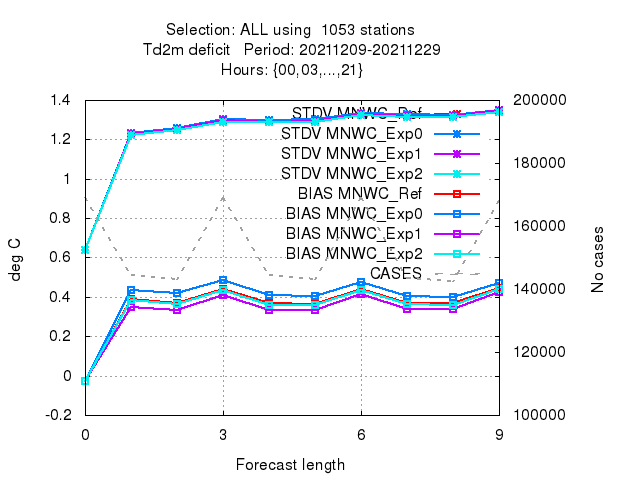 Selection: ALL using  1053 stations
Td2m deficit   Period: 20211209-20211229
Hours: {00,03,...,21}
STDV MNWC_Ref
STDV MNWC_Exp0
STDV MNWC_Exp1
STDV MNWC_Exp2
BIAS MNWC_Ref
BIAS MNWC_Exp0
BIAS MNWC_Exp1
BIAS MNWC_Exp2
CASES
1.4
1.2
1
0.8
0.6
0.4
0.2
0
-0.2
deg C
200000
180000
160000
140000
120000
100000
No cases
0 3 6 9
Forecast length